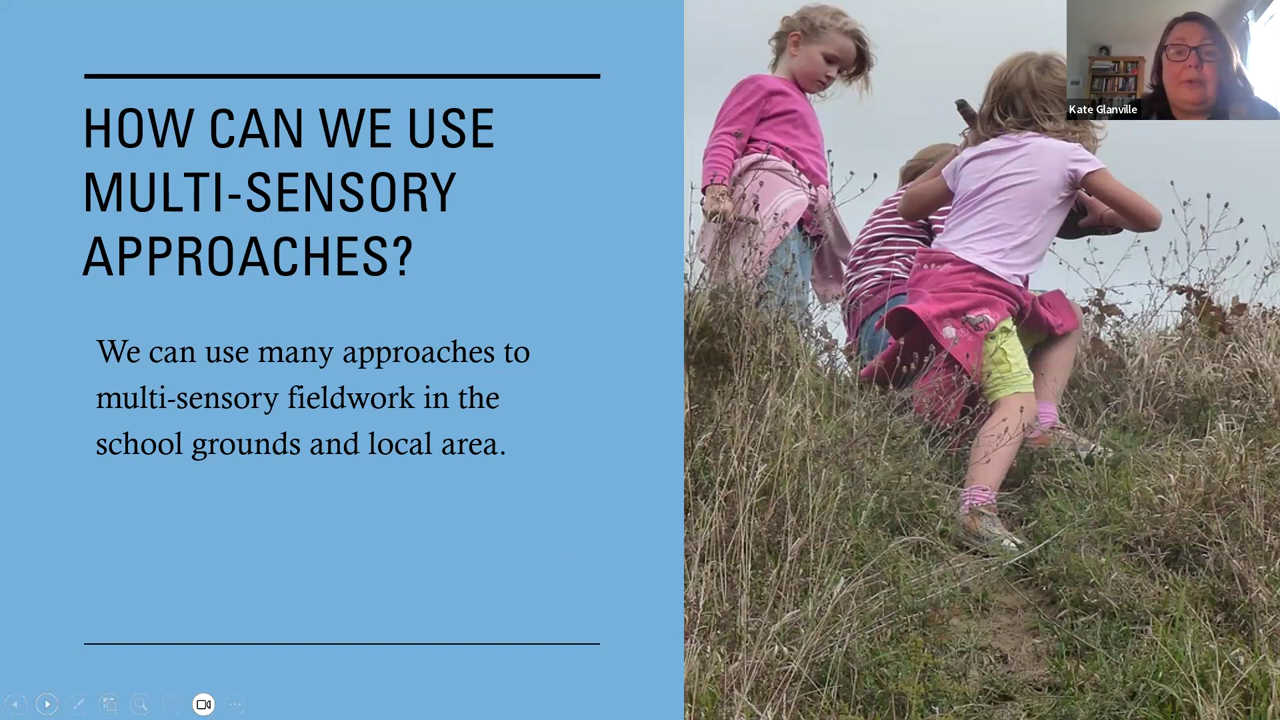 HOW CAN WE USE
MULTI-SENSORY
APPROACHES?
We can use many approaches to
multi-sensory fieldwork in the
school grounds and local area.
Kate Glanville